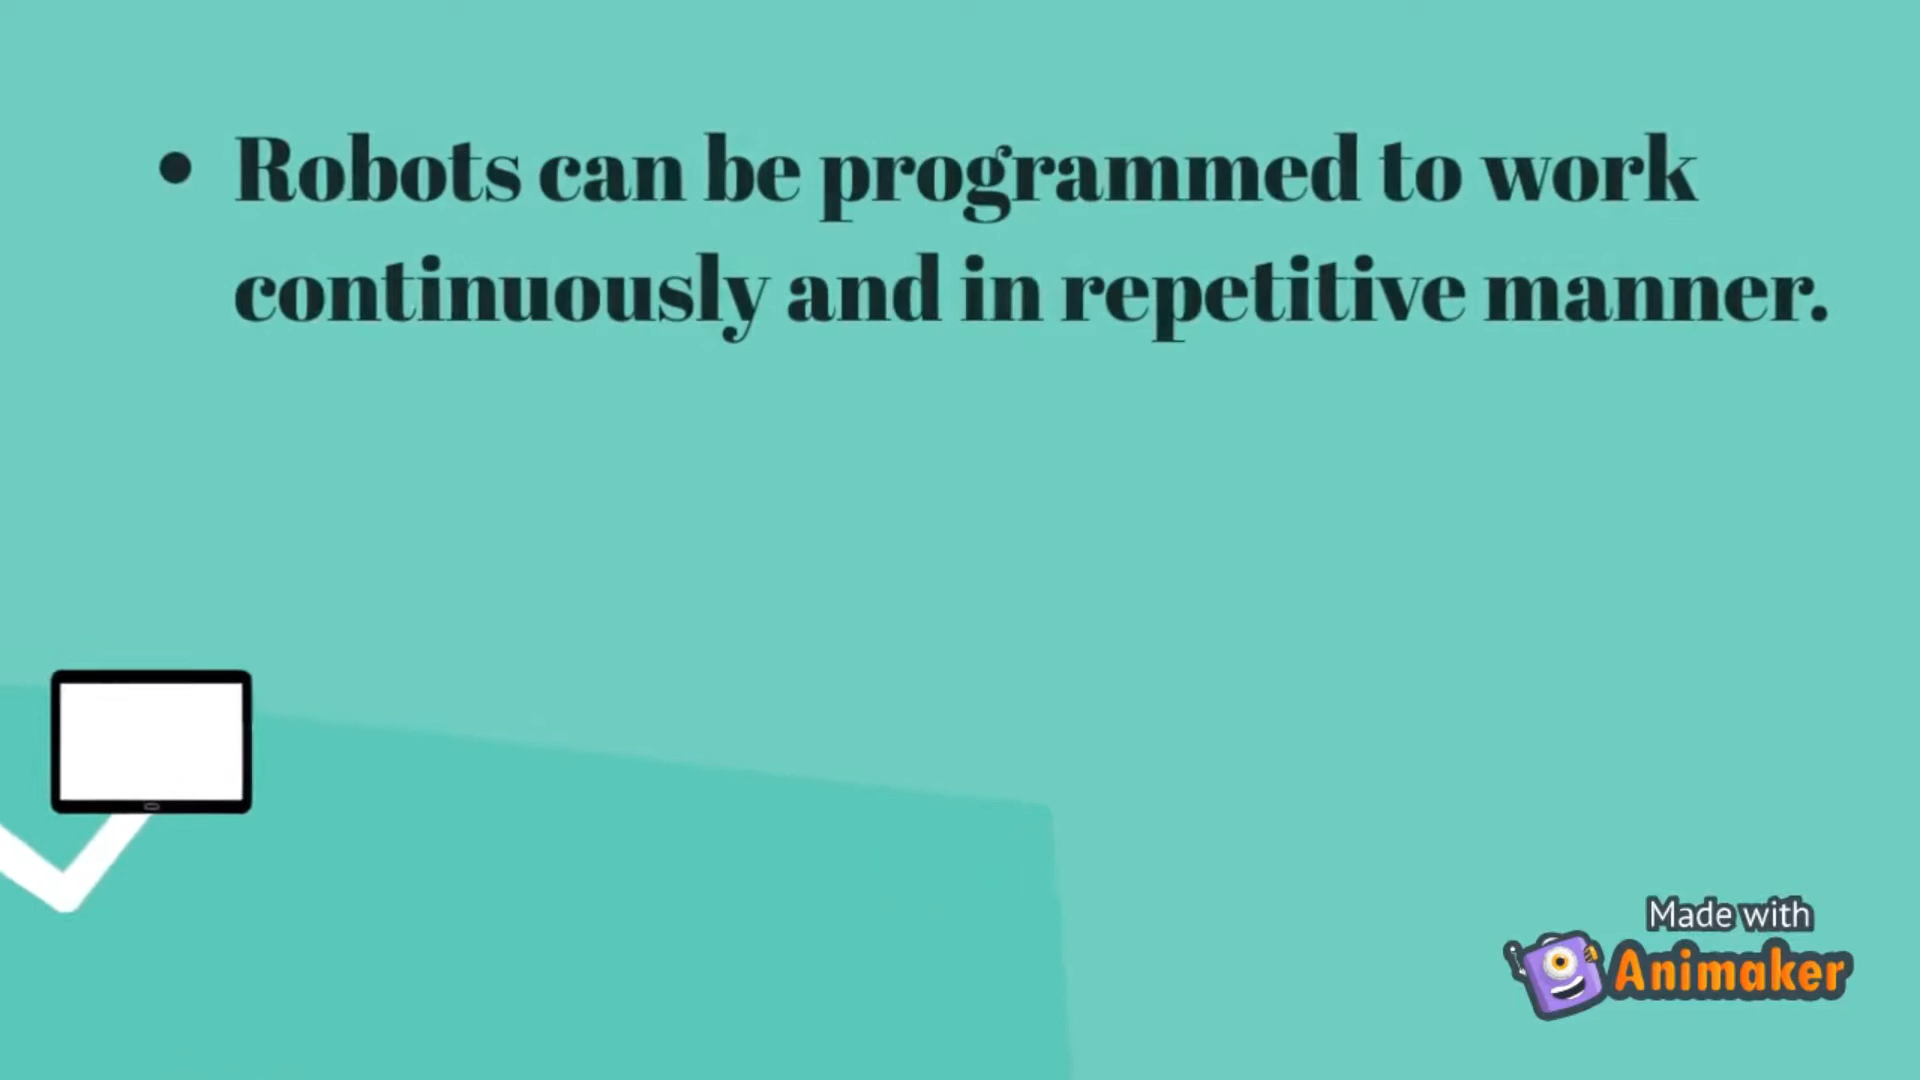 • Robots can be programmed to work
continuously and in repetitive manner.
Made with
Animaker